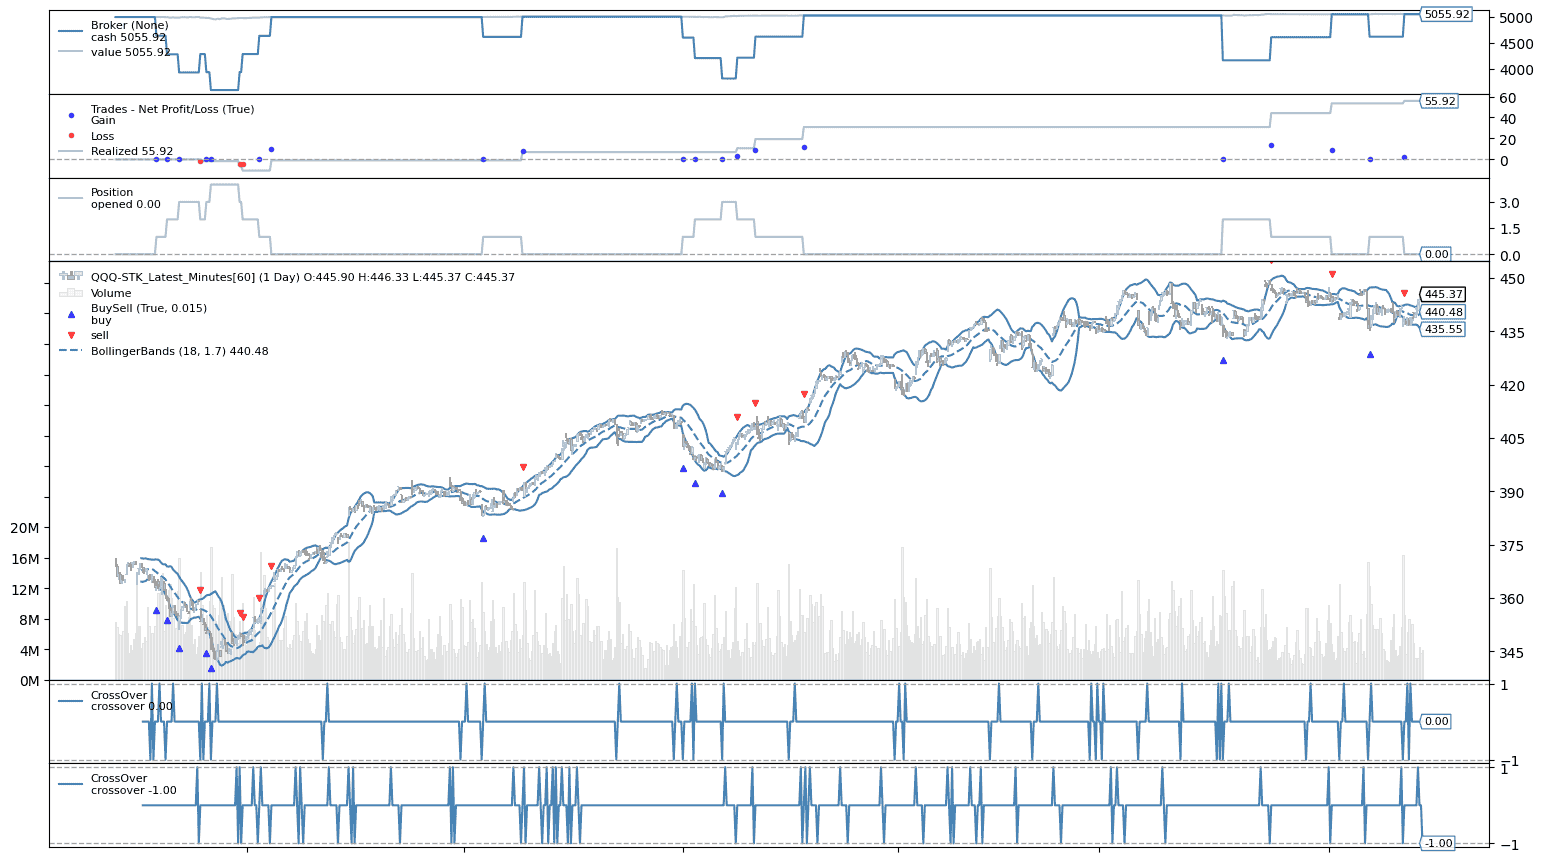 Broker (None)
cash 5055.92
value 5055.92
5055.92
5000
4500
4000
Trades - Net Profit/Loss (True)
Gain
Loss
Realized 55.92
55.92
60
40
20
0
Position
opened 0.00
3.0
1.5
0.0
0.00
QQQ-STK_Latest_Minutes[60] (1 Day) O:445.90 H:446.33 L:445.37 C:445.37
Volume
BuySell (True, 0.015)
buy
sell
BollingerBands (18, 1.7) 440.48
450
445.37
440.48
435.55
435
420
405
390
375
360
345
20M
16M
12M
8M
4M
0M
CrossOver
crossover 0.00
1
0.00
−1
CrossOver
crossover -1.00
1
-1.00
−1